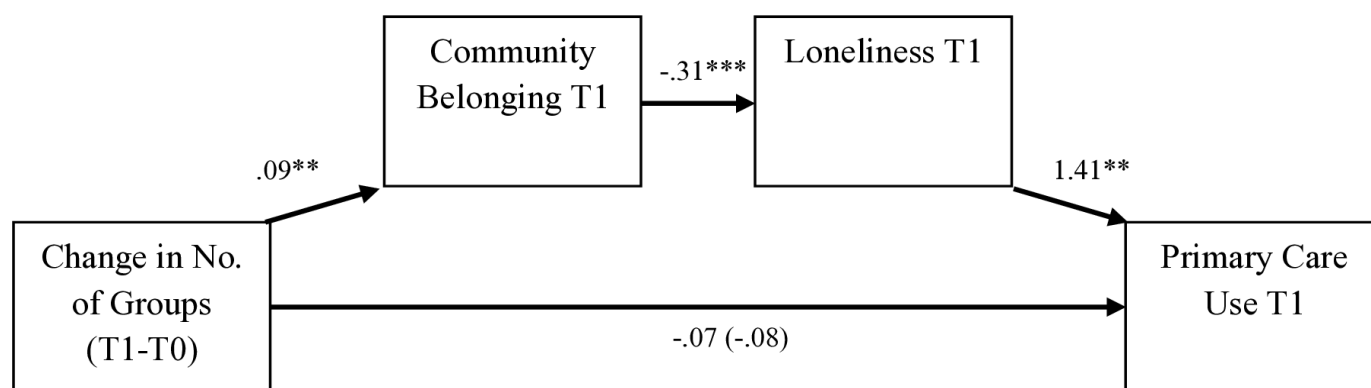 Community
Belonging T1
-.31***
Loneliness T1
.09**
1.41**
Change in No.
of Groups
(T1-T0)
-.07 (-.08)
Primary Care
Use T1